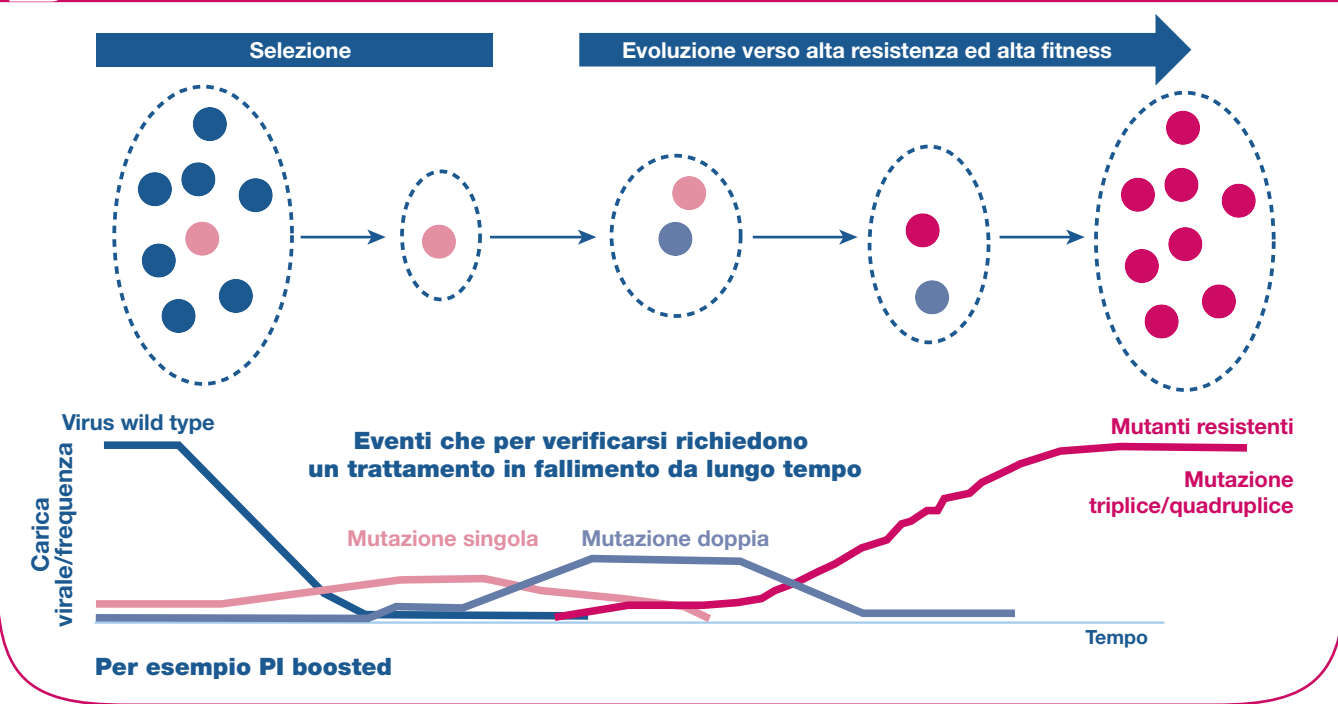 Selezione
Evoluzione verso alta resistenza ed alta fitness
Virus wild type
Eventi che per verificarsi richiedono
un trattamento in fallimento da lungo tempo
Mutanti resistenti
Mutazione
triplice/quadruplice
Carica
virale/frequenza
Mutazione singola
Mutazione doppia
Tempo
Per esempio PI boosted